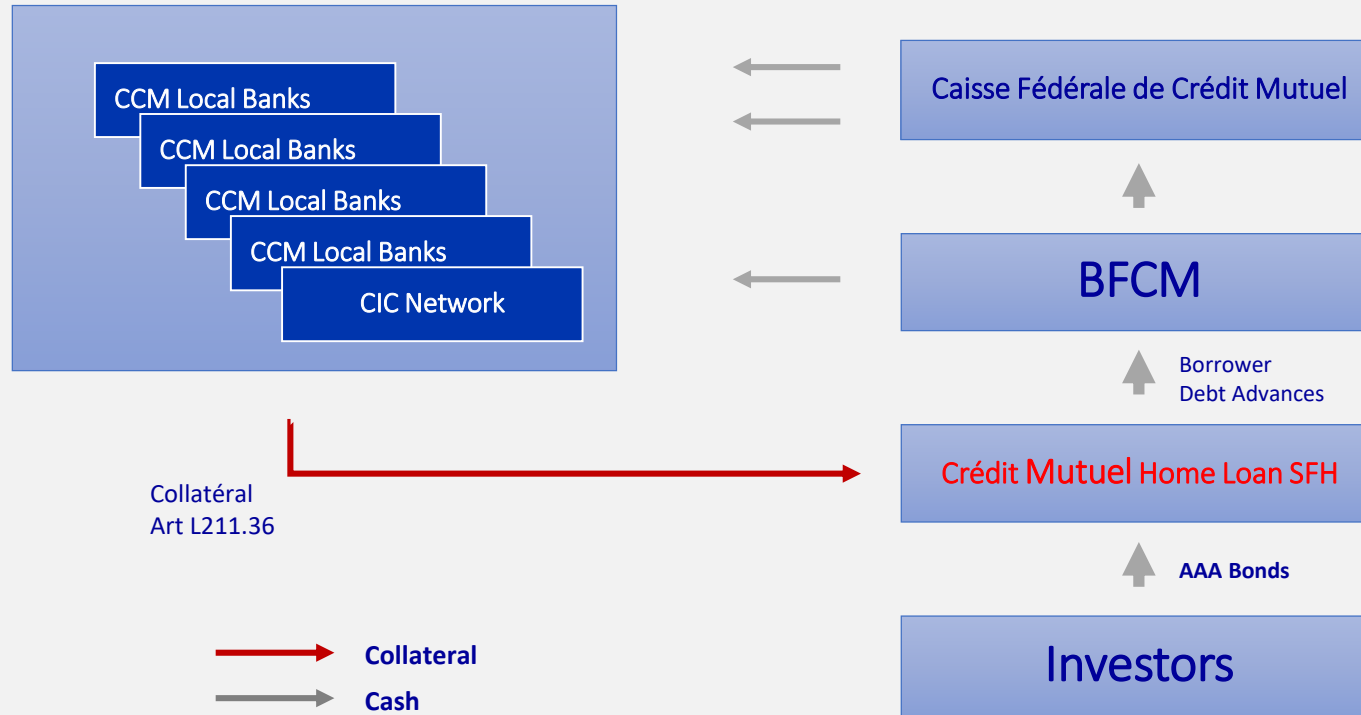 CCM Local Banks
CCM Local Banks
CCM Local Banks
CCM Local Banks
CIC Network
Caisse Fédérale de Crédit Mutuel
BFCM
Borrower
Debt Advances
Crédit Mutuel Home Loan SFH
Collatéral
Art L211.36
AAA Bonds
Investors
Collateral
Cash